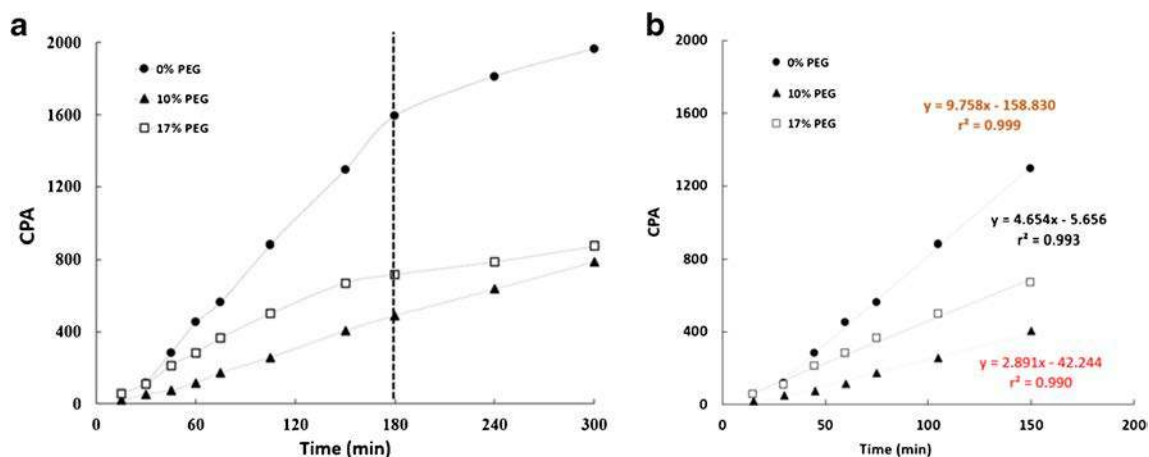 a
2000
1600
1200
800
400
0
CPA
0% PEG
10% PEG
17% PEG
0 60 120 180 240 300
Time (min)
b
2000
1600
1200
800
400
0
CPA
0% PEG
10% PEG
17% PEG
y = 9.758x - 158.830
r² = 0.999
y = 4.654x - 5.656
r² = 0.993
y = 2.891x - 42.244
r² = 0.990
0 50 100 150 200
Time (min)